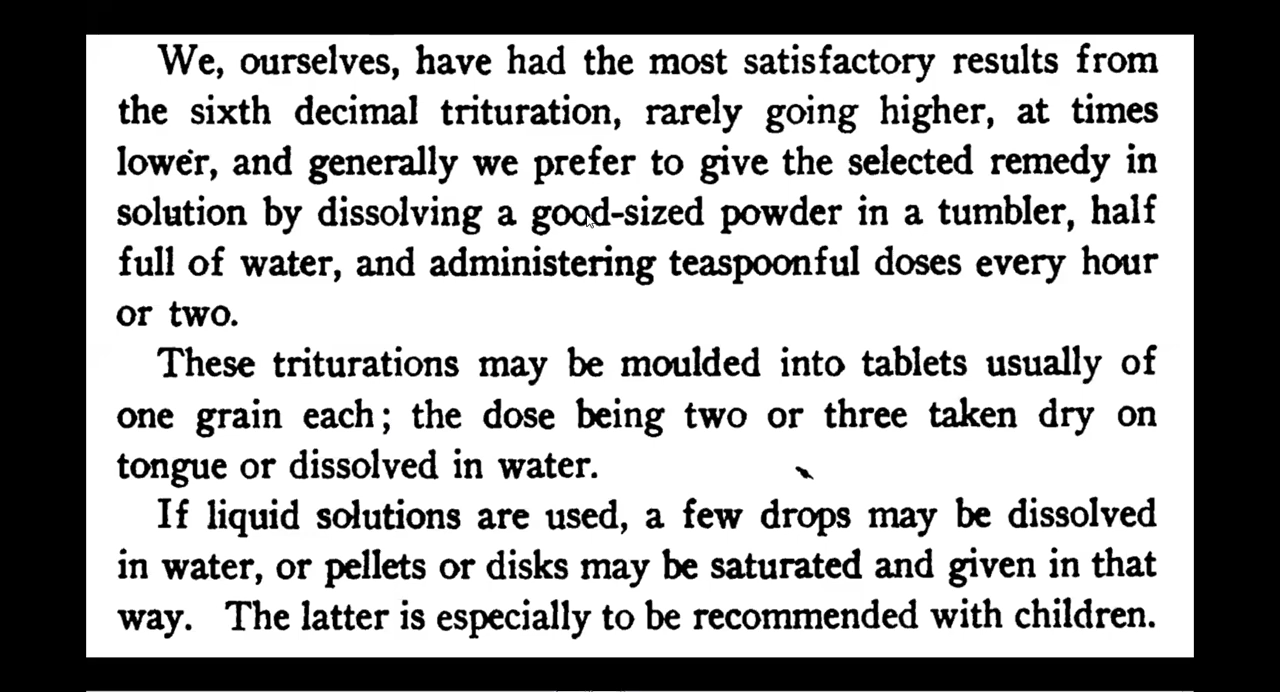 We, ourselves, have had the most satisfactory results from
the sixth decimal trituration, rarely going higher, at times
lower, and generally we prefer to give the selected remedy in
solution by dissolving a good-sized powder in a tumbler, half
full of water, and administering teaspoonful doses every hour
or two.
These triturations may be moulded into tablets usually of
one grain each; the dose being two or three taken dry on
tongue or dissolved in water.
If liquid solutions are used, a few drops may be dissolved
in water, or pellets or disks may be saturated and given in that
way. The latter is especially to be recommended with children.